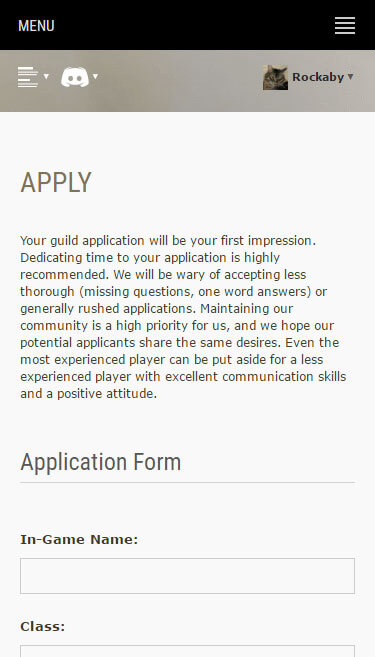 MENU
Rockaby
APPLY
Your guild application will be your first impression.
Dedicating time to your application is highly
recommended. We will be wary of accepting less
thorough (missing questions, one word answers) or
generally rushed applications. Maintaining our
community is a high priority for us, and we hope our
potential applicants share the same desires. Even the
most experienced player can be put aside for a less
experienced player with excellent communication skills
and a positive attitude.
Application Form
In-Game Name:
Class: